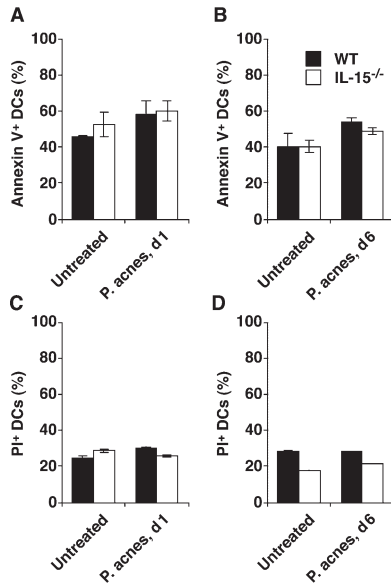 A
100
80
60
40
20
0
Annexin V+ DCs (%)
Untreated
P. acnes, d1
B
100
80
60
40
20
0
Annexin V+ DCs (%)
WT
IL-15-/-
Untreated
P. acnes, d6
C
100
80
60
40
20
0
PI+ DCs (%)
Untreated
P. acnes, d1
D
100
80
60
40
20
0
PI+ DCs (%)
Untreated
P. acnes, d6